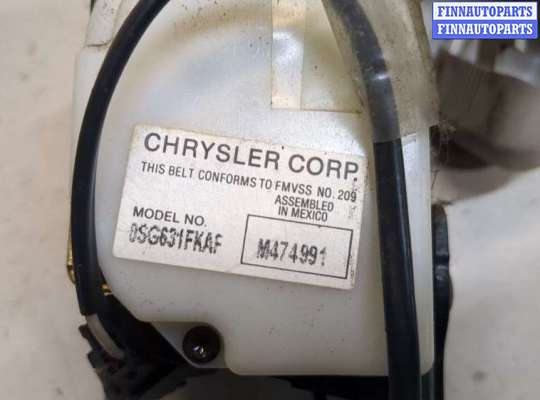 FINNAUTOPARTS
FINNAUTOPARTS
CHRYSLER CORP.
THIS BELT CONFORMS TO FMVSS NO. 209
ASSEMBLED
IN MEXICO
MODEL NO.
0SG631FKAF
M474991